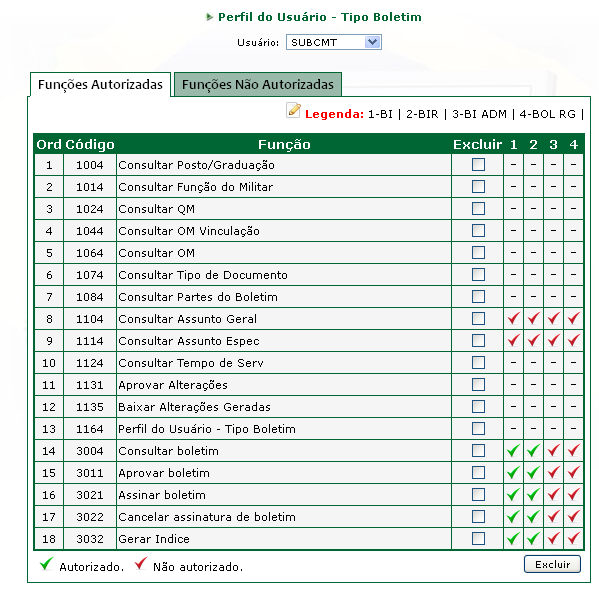 Perfil do Usuário - Tipo Boletim
Usuário: SUBCMT
Funções Autorizadas Funções Não Autorizadas
Legenda: 1-BI | 2-BIR | 3-BI ADM | 4-BOL RG |
Ord Código Função Excluir 1 2 3 4
1 1004 Consultar Posto/Graduação - - - -
2 1014 Consultar Função do Militar - - - -
3 1024 Consultar QM - - - -
4 1044 Consultar OM Vinculação - - - -
5 1064 Consultar OM - - - -
6 1074 Consultar Tipo de Documento - - - -
7 1084 Consultar Partes do Boletim - - - -
8 1104 Consultar Assunto Geral
9 1114 Consultar Assunto Espec
10 1124 Consultar Tempo de Serv - - - -
11 1131 Aprovar Alterações - - - -
12 1135 Baixar Alterações Geradas - - - -
13 1164 Perfil do Usuário - Tipo Boletim - - - -
14 3004 Consultar boletim
15 3011 Aprovar boletim
16 3021 Assinar boletim
17 3022 Cancelar assinatura de boletim
18 3032 Gerar Indice
Autorizado. Não autorizado. Excluir